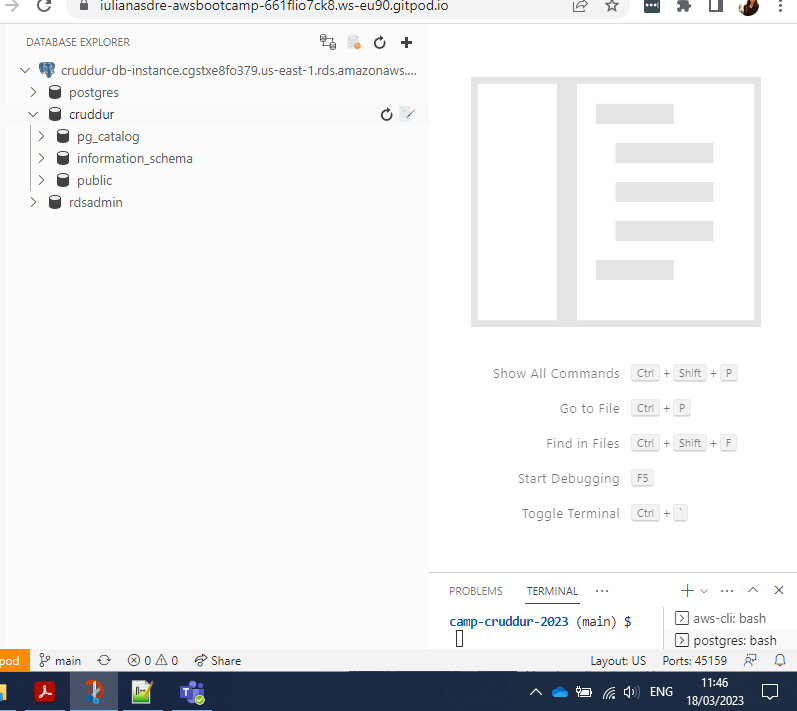 iulianasdre-awsbootcamp-661flio7ck8.ws-eu90.gitpod.io
DATABASE EXPLORER
cruddur-db-instance.cgstxe8fo379.us-east-1.rds.amazonaws....
postgres
cruddur
pg_catalog
information_schema
public
rdsadmin
Show All Commands Ctrl + Shift + P
Go to File Ctrl + P
Find in Files Ctrl + Shift + F
Start Debugging F5
Toggle Terminal Ctrl + `
PROBLEMS TERMINAL ...
camp-cruddur-2023 (main) $
aws-cli: bash
postgres: bash
pod main 0 0 Share Layout: US Ports: 45159
ENG 11:46
18/03/2023